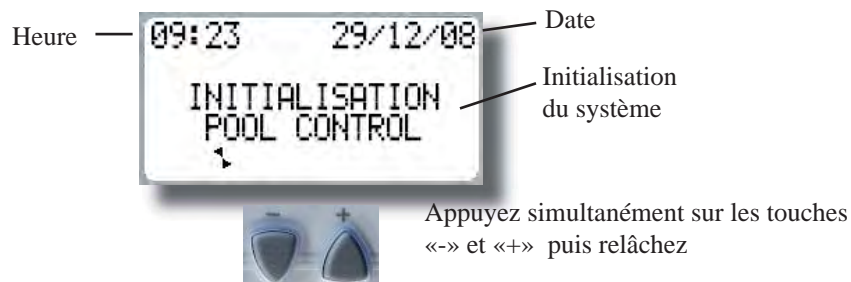 Heure
09:23 29/12/08
Date
INITIALISATION
POOL CONTROL
Initialisation
du système
- +
Appuyez simultanément sur les touches
«-» et «+» puis relâchez